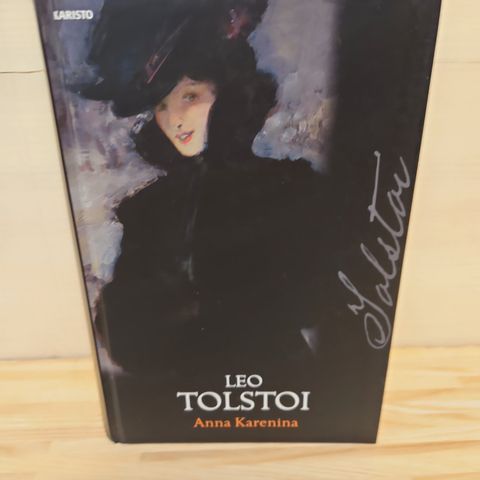 KARISTO
Tolstoi
LEO
TOLSTOI
Anna Karenina